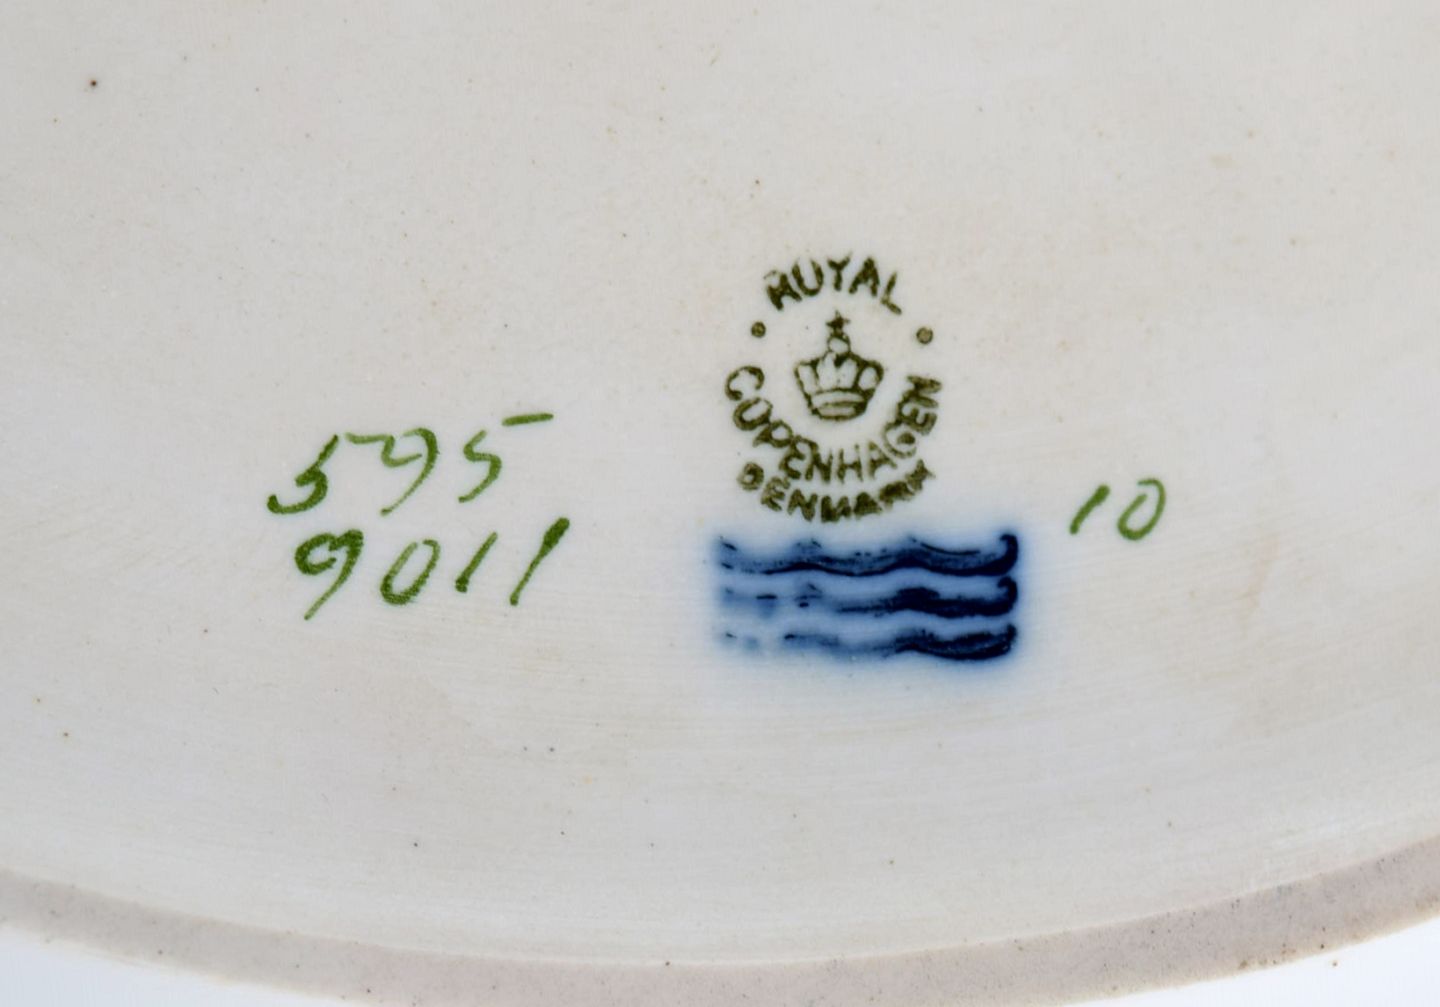 ROYAL
COPENHAGEN
DENMARK
595
9011
10